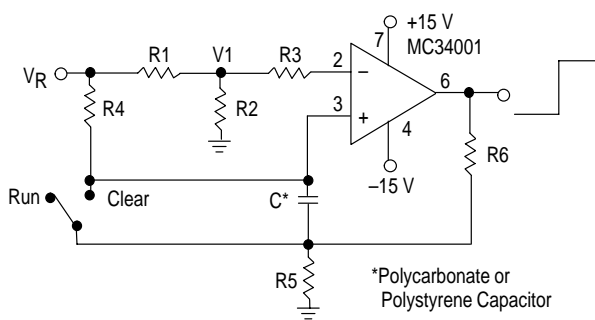 +15 V
7
MC34001
VR
R1
V1
R3
2
−
6
R4
R2
3
+
4
R6
–15 V
Run
Clear
C*
R5
*Polycarbonate or
Polystyrene Capacitor